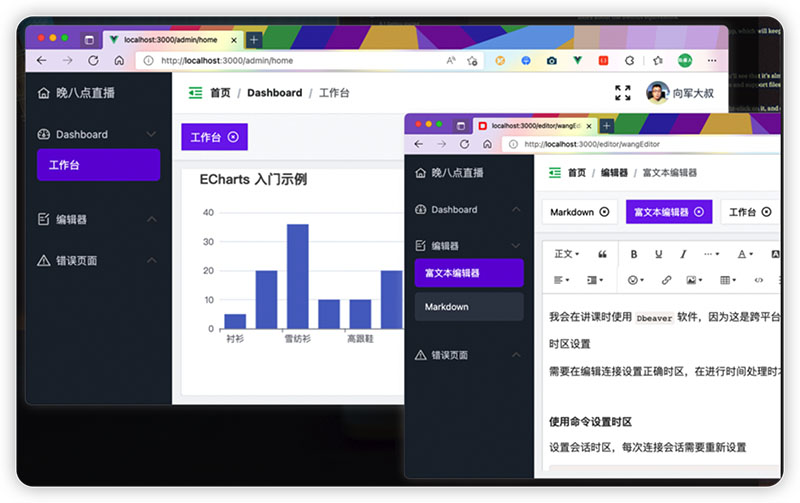 localhost:3000/admin/home
http://localhost:3000/admin/home
晚八点直播
首页 / Dashboard / 工作台
向军大叔
Dashboard
工作台
编辑器
错误页面
工作台
ECharts 入门示例
40
30
20
10
0
衬衫
雪纺衫
高跟鞋
localhost:3000/editor/wangEdi
http://localhost:3000/editor/wangEditor
晚八点直播
首页 / 编辑器 / 富文本编辑器
Dashboard
编辑器
富文本编辑器
Markdown
错误页面
Markdown
富文本编辑器
工作台
正文
B U I ... A A
我会在讲课时使用 Dbeaver 软件，因为这是跨平台
时区设置
需要在编辑连接设置正确时区，在进行时间处理时
使用命令设置时区
设置会话时区，每次连接会话需要重新设置